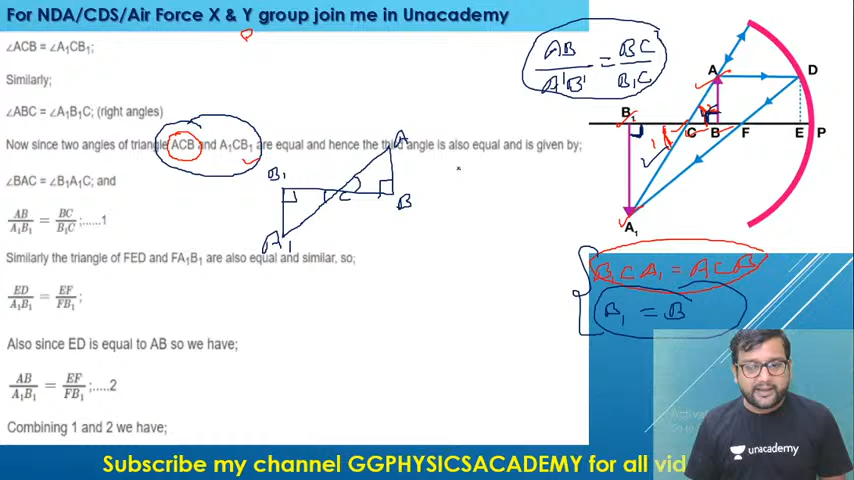 For NDA/CDS/Air Force X & Y group join me in Unacademy
∠ACB = ∠A₁CB₁;
Similarly;
∠ABC = ∠A₁B₁C; (right angles)
Now since two angles of triangle ACB and A₁CB₁ are equal and hence the third angle is also equal and is given by;
∠BAC = ∠B₁A₁C; and
AB/A₁B₁ = BC/B₁C;.....1
Similarly the triangle of FED and FA₁B₁ are also equal and similar, so;
ED/A₁B₁ = EF/FB₁;
Also since ED is equal to AB so we have;
AB/A₁B₁ = EF/FB₁;.....2
Combining 1 and 2 we have;
A
B₁
C
B
A1
AB/A'B' = BC/B₁C
A
D
B₁
C
B
F
E
P
A₁
B₁CA₁ = ACB
B₁ = B
unacademy
Subscribe my channel GGPHYSICSACADEMY for all vid